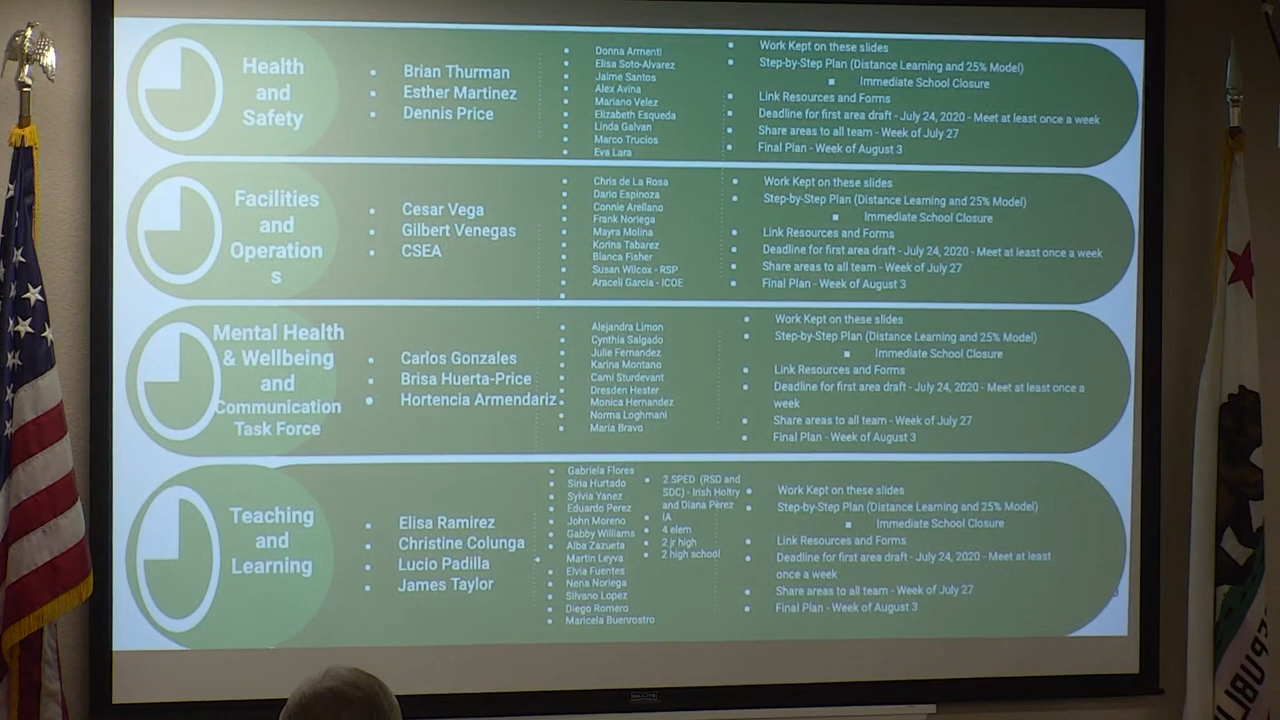 Health
and
Safety
Brian Thurman
Esther Martinez
Dennis Price
Donna Armenti
Elisa Soto-Alvarez
Jaime Santos
Alex Avina
Mariano Velez
Elizabeth Esqueda
Linda Galvan
Marco Trucios
Eva Lara
Work Kept on these slides
Step-by-Step Plan (Distance Learning and 25% Model)
Immediate School Closure
Link Resources and Forms
Deadline for first area draft - July 24, 2020 - Meet at least once a week
Share areas to all team - Week of July 27
Final Plan - Week of August 3
Facilities
and
Operation
s
Cesar Vega
Gilbert Venegas
CSEA
Chris de La Rosa
Dario Espinoza
Connie Arellano
Frank Noriega
Mayra Molina
Korina Tabarez
Blanca Fisher
Susan Wilcox - RSP
Araceli Garcia - ICOE
Work Kept on these slides
Step-by-Step Plan (Distance Learning and 25% Model)
Immediate School Closure
Link Resources and Forms
Deadline for first area draft - July 24, 2020 - Meet at least once a week
Share areas to all team - Week of July 27
Final Plan - Week of August 3
Mental Health
& Wellbeing
and
Communication
Task Force
Carlos Gonzales
Brisa Huerta-Price
Hortencia Armendariz
Alejandra Limon
Cynthia Salgado
Julie Fernandez
Karina Montano
Cami Sturdevant
Dresden Hester
Monica Hernandez
Norma Loghmani
Maria Bravo
Work Kept on these slides
Step-by-Step Plan (Distance Learning and 25% Model)
Immediate School Closure
Link Resources and Forms
Deadline for first area draft - July 24, 2020 - Meet at least once a
week
Share areas to all team - Week of July 27
Final Plan - Week of August 3
Teaching
and
Learning
Elisa Ramirez
Christine Colunga
Lucio Padilla
James Taylor
Gabriela Flores
Siria Hurtado
Sylvia Yanez
Eduardo Perez
John Moreno
Gabby Williams
Alba Zazueta
Martin Leyva
Elvia Fuentes
Nena Noriega
Silvano Lopez
Diego Romero
Maricela Buenrostro
2 SPED (RSD and
SDC) - Irish Holtry
and Diana Perez
IA
4 elem
2 jr high
2 high school
Work Kept on these slides
Step-by-Step Plan (Distance Learning and 25% Model)
Immediate School Closure
Link Resources and Forms
Deadline for first area draft - July 24, 2020 - Meet at least
once a week
Share areas to all team - Week of July 27
Final Plan - Week of August 3
DA-LITE